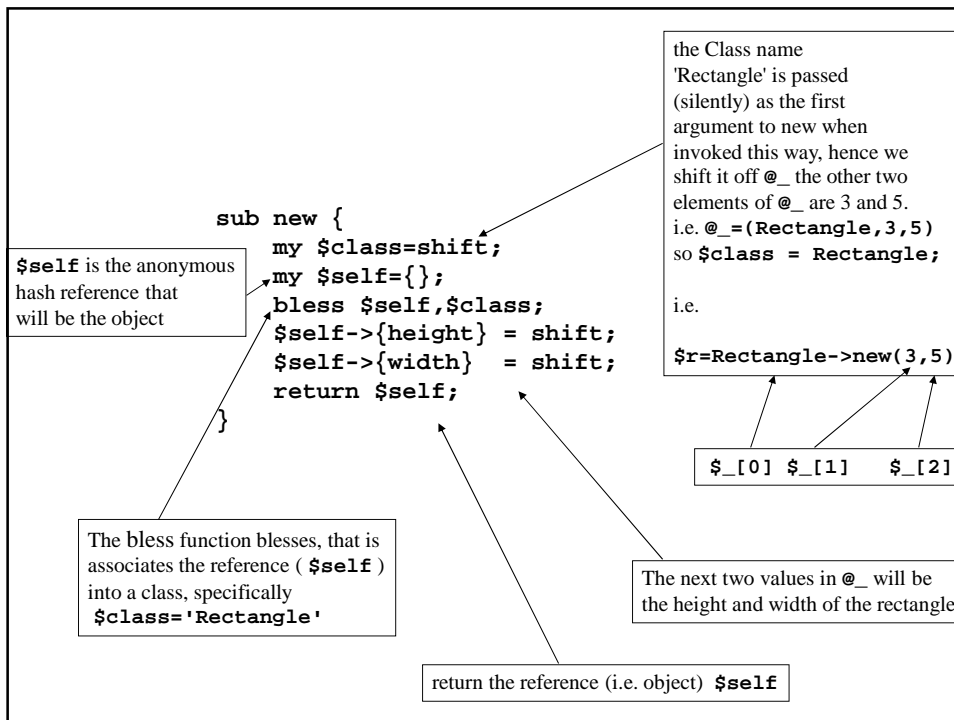 the Class name
'Rectangle' is passed
(silently) as the first
argument to new when
invoked this way, hence we
shift it off @_ the other two
elements of @_ are 3 and 5.
i.e. @_=(Rectangle,3,5)
so $class = Rectangle;
i.e.
$r=Rectangle->new(3,5)
$_[0] $_[1] $_[2]
sub new {
my $class=shift;
my $self={};
bless $self,$class;
$self->{height} = shift;
$self->{width} = shift;
return $self;
}
$self is the anonymous
hash reference that
will be the object
The bless function blesses, that is
associates the reference ( $self )
into a class, specifically
$class='Rectangle'
The next two values in @_ will be
the height and width of the rectangle
return the reference (i.e. object) $self